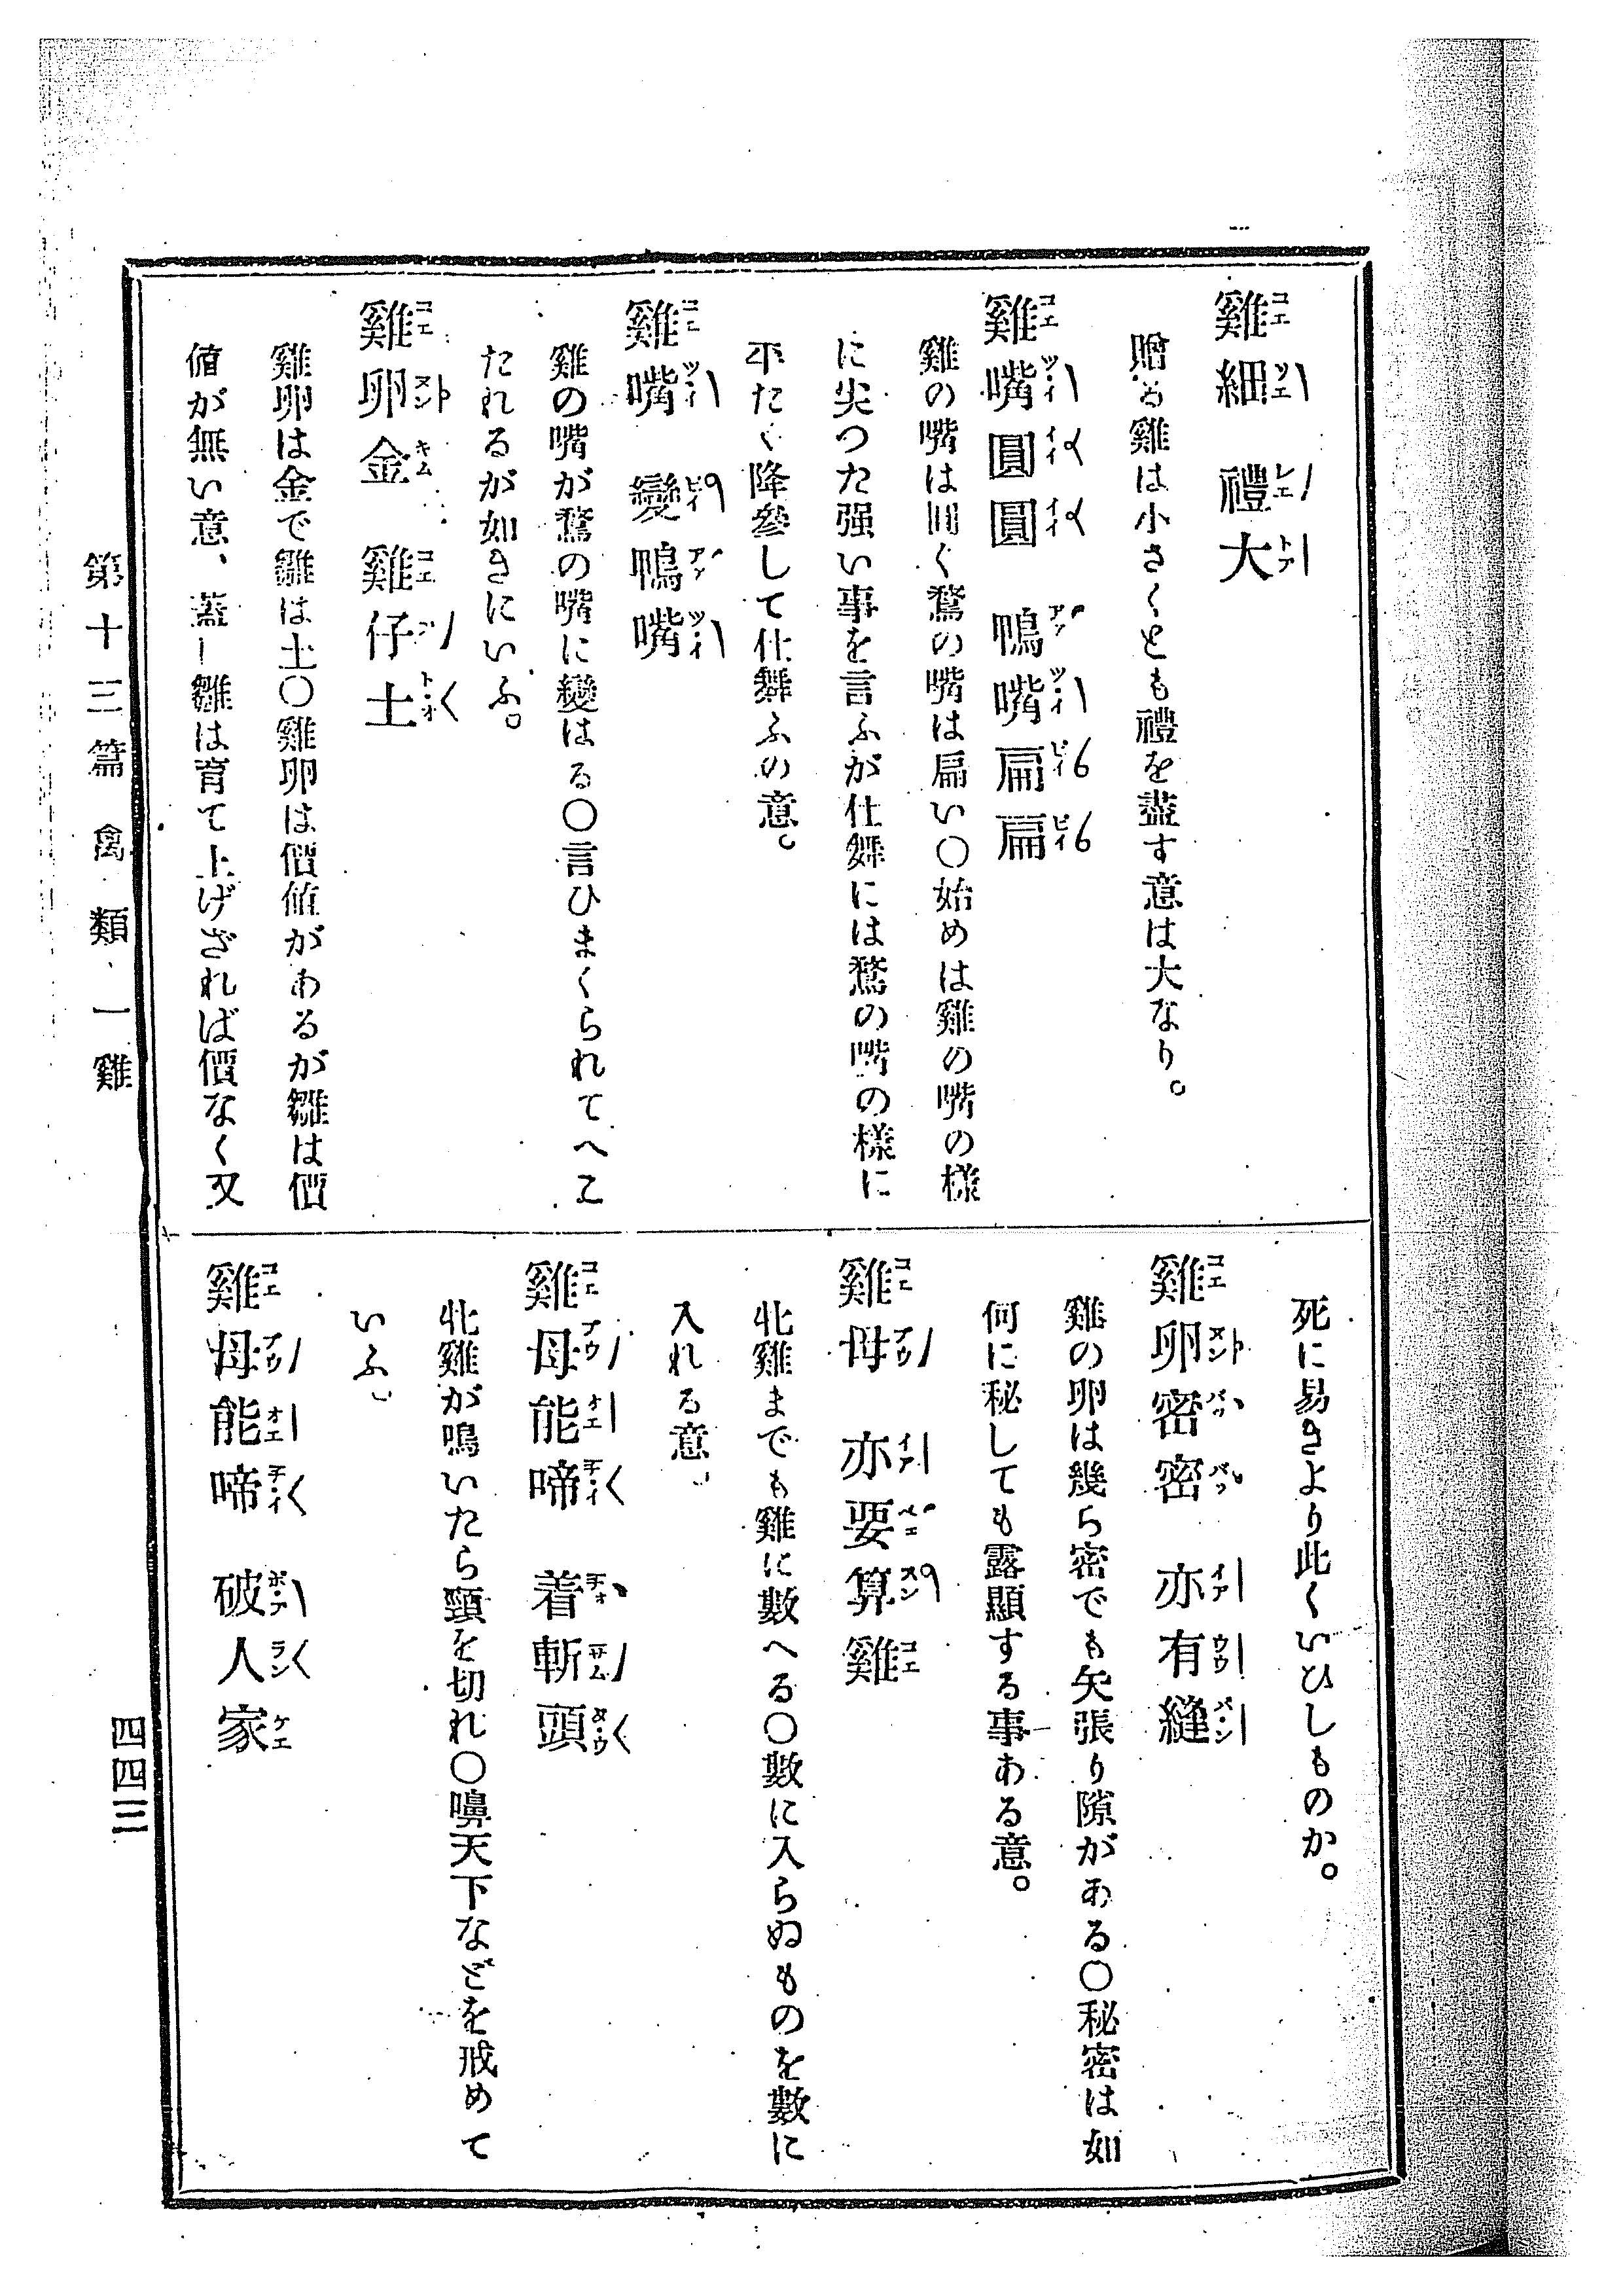 雞細　禮大
贈る雞は小さくとも禮を盡す意は大なり。
雞嘴圓圓　鴨嘴扁扁
雞の嘴は圓く鶩の嘴は扁い〇始めは雞の嘴の樣
に尖つた强い事を言ふが仕舞には鶩の嘴の樣に
平たく降參して仕舞ふの意。
雞嘴　變鴨嘴
雞の嘴が鶩の嘴に變はる〇言ひまくられてへこ
たれるが如きにいふ。
雞卵金　雞仔土
雞卵は金で雛は土〇雞卵は價値があるが雛は價
値が無い意、蓋し雛は育て上げざれば價なく又
死に易きより此くいひしものか。
雞卵密密　亦有縫
雞の卵は幾ら密でも矢張り隙がある〇秘密は如
何に秘しても露顯する事ある意。
雞母　亦要算雞
牝雞までも雞に數へる〇數に入らぬものを數に
入れる意。
雞母能啼　着斬頭
牝雞が鳴いたら頸を切れ〇嚊天下などを戒めて
いふ。
雞母能啼　破人家
第十三篇　禽類　一雞
四四三